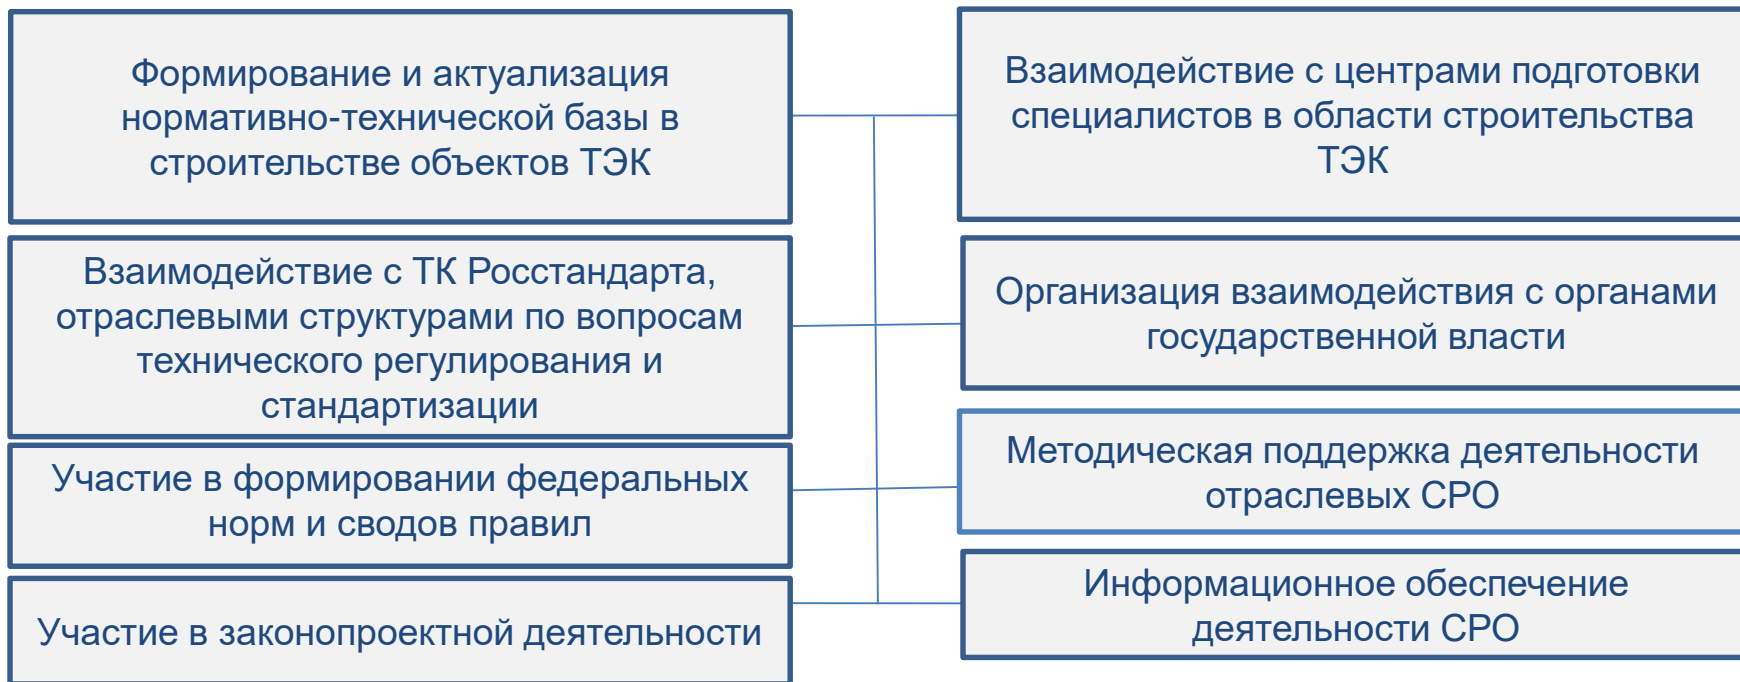 Формирование и актуализация
нормативно-технической базы в
строительстве объектов ТЭК
Взаимодействие с ТК Росстандарта,
отраслевыми структурами по вопросам
технического регулирования и
стандартизации
Участие в формировании федеральных
норм и сводов правил
Участие в законопроектной деятельности
Взаимодействие с центрами подготовки
специалистов в области строительства
ТЭК
Организация взаимодействия с органами
государственной власти
Методическая поддержка деятельности
отраслевых СРО
Информационное обеспечение
деятельности СРО